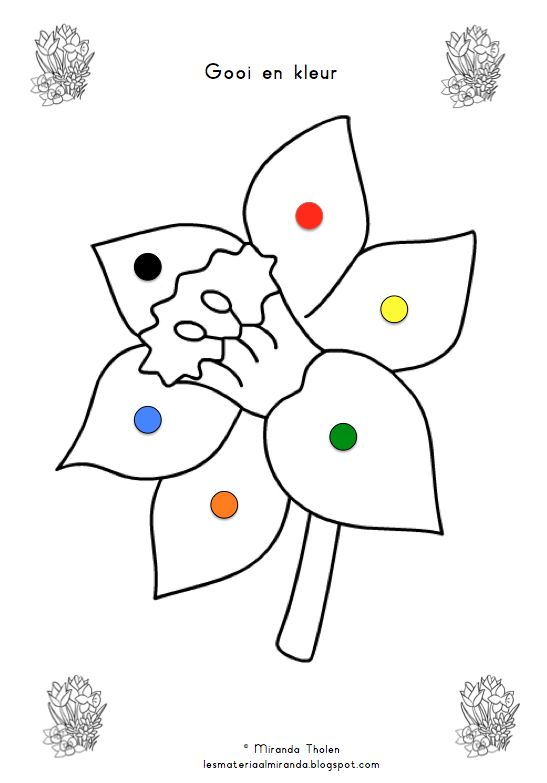 Gooi en kleur
© Miranda Tholen
lesmateriaalmiranda.blogspot.com